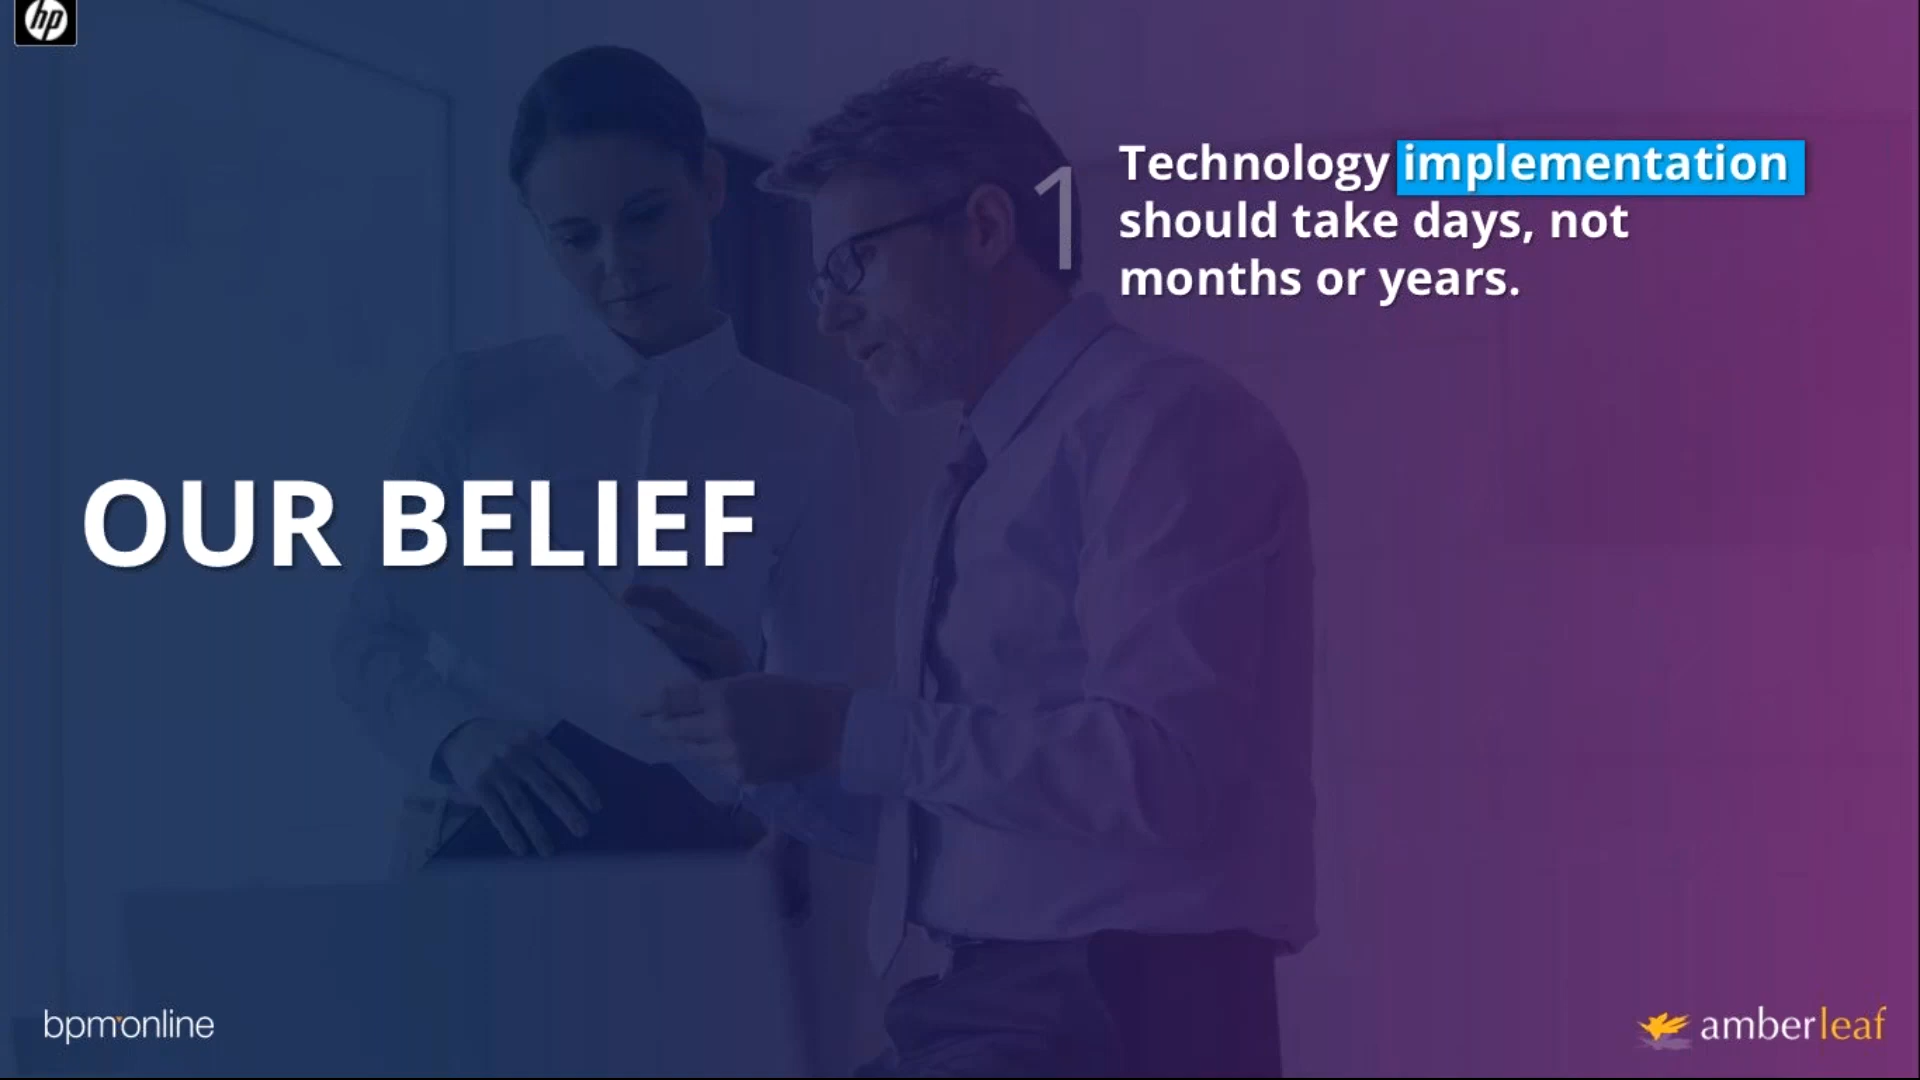 hp
1
Technology implementation
should take days, not
months or years.
OUR BELIEF
bpm'online
amberleaf